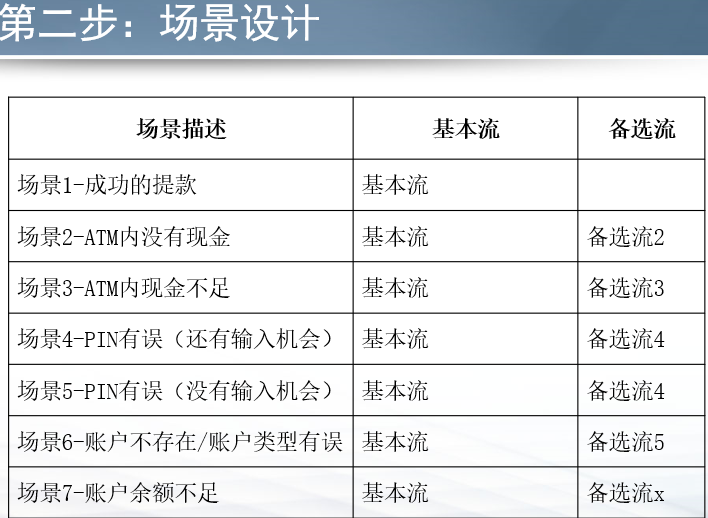 第二步：场景设计
场景描述 基本流 备选流
场景1-成功的提款 基本流
场景2-ATM内没有现金 基本流 备选流2
场景3-ATM内现金不足 基本流 备选流3
场景4-PIN有误（还有输入机会） 基本流 备选流4
场景5-PIN有误（没有输入机会） 基本流 备选流4
场景6-账户不存在/账户类型有误 基本流 备选流5
场景7-账户余额不足 基本流 备选流x